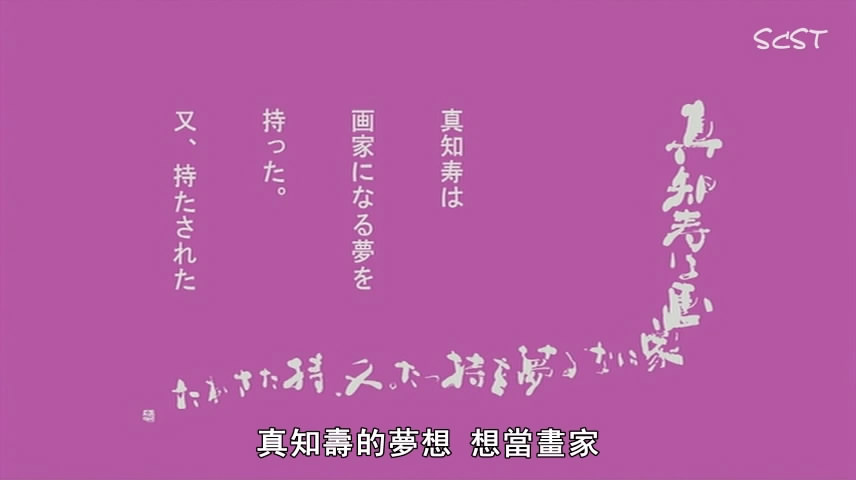 SCST
真知寿は画家になる夢を持った。又、持たされた
真知寿は
画家になる夢を
持った。
又、持たされた
真知壽的夢想 想當畫家